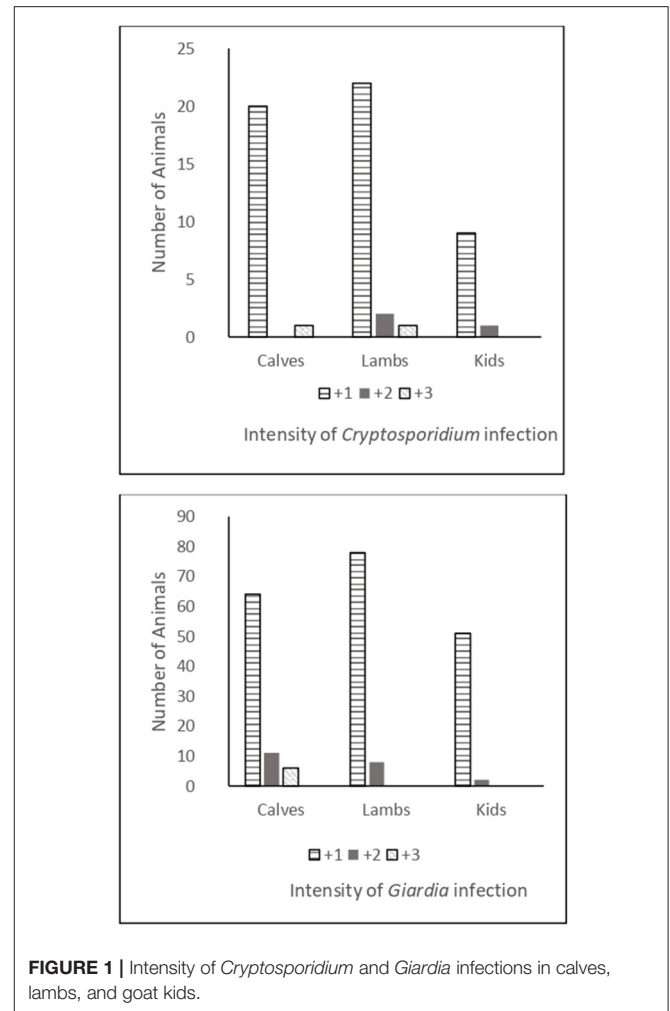 25
20
15
10
5
0
Number of Animals
Calves Lambs Kids
+1 +2 +3
Intensity of Cryptosporidium infection
90
80
70
60
50
40
30
20
10
0
Number of Animals
Calves Lambs Kids
+1 +2 +3
Intensity of Giardia infection
FIGURE 1 | Intensity of Cryptosporidium and Giardia infections in calves,
lambs, and goat kids.